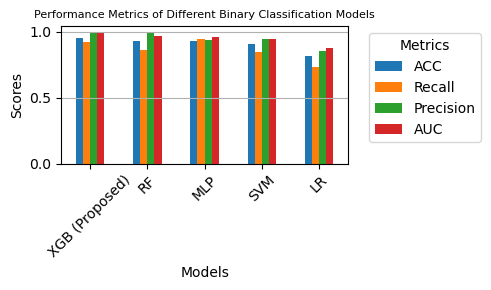 Performance Metrics of Different Binary Classification Models
Scores
1.0
0.5
0.0
XGB (Proposed)
RF
MLP
SVM
LR
Models
Metrics
ACC
Recall
Precision
AUC